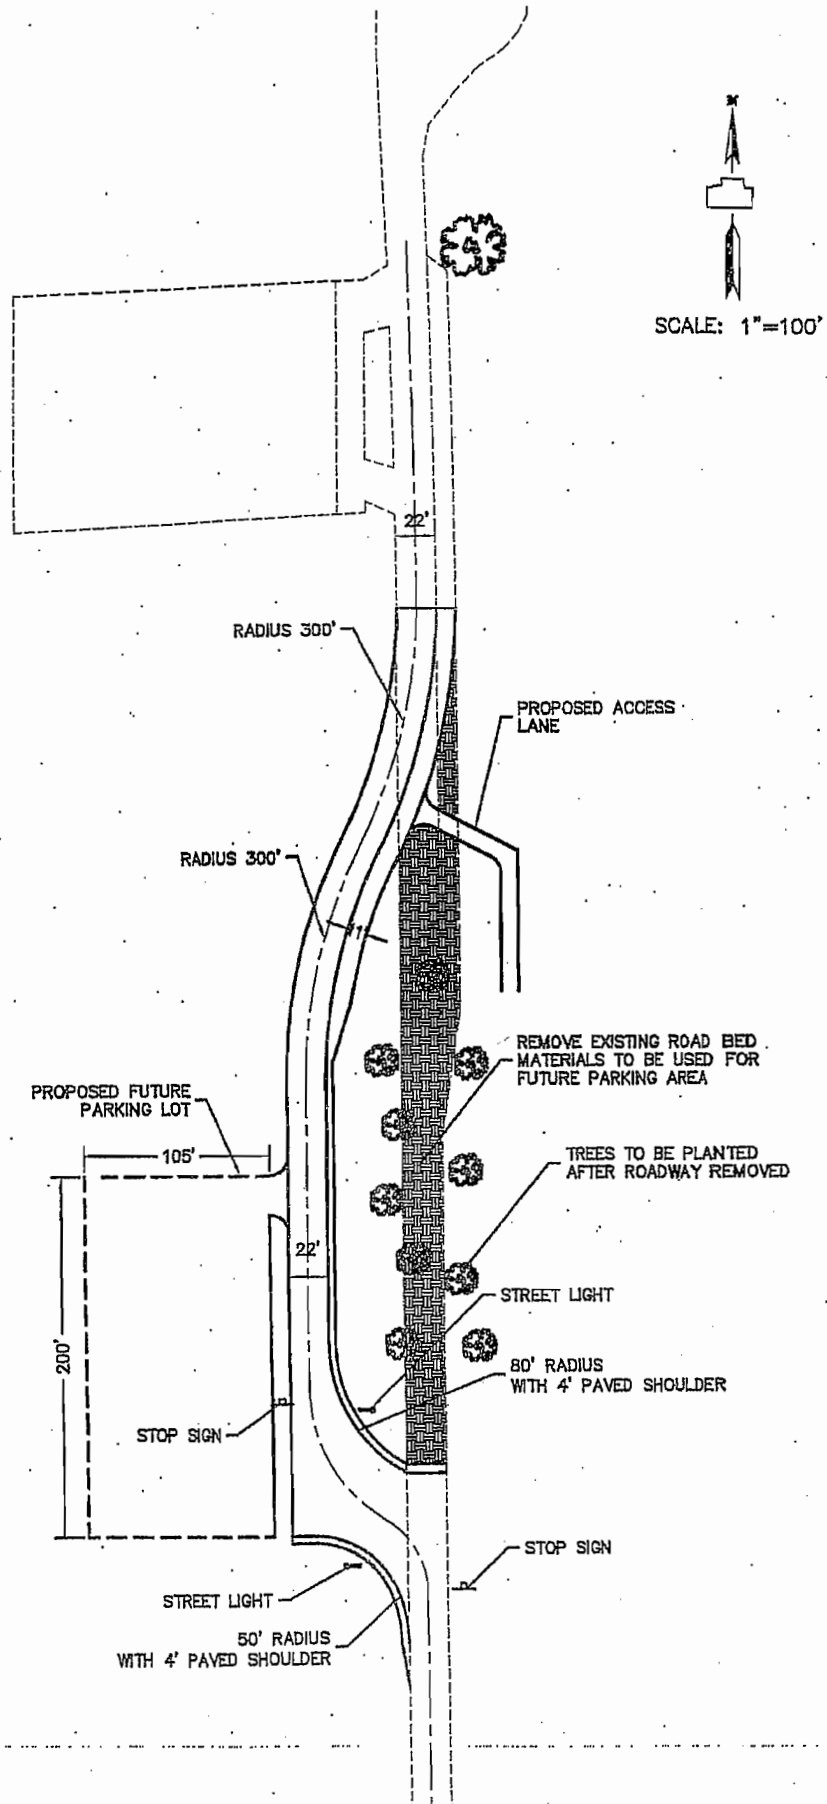 N
SCALE: 1"=100'
22'
RADIUS 300'
PROPOSED ACCESS
LANE
RADIUS 300'
REMOVE EXISTING ROAD BED
MATERIALS TO BE USED FOR
FUTURE PARKING AREA
PROPOSED FUTURE
PARKING LOT
105'
TREES TO BE PLANTED
AFTER ROADWAY REMOVED
22'
STREET LIGHT
200'
80' RADIUS
WITH 4' PAVED SHOULDER
STOP SIGN
STOP SIGN
STREET LIGHT
50' RADIUS
WITH 4' PAVED SHOULDER